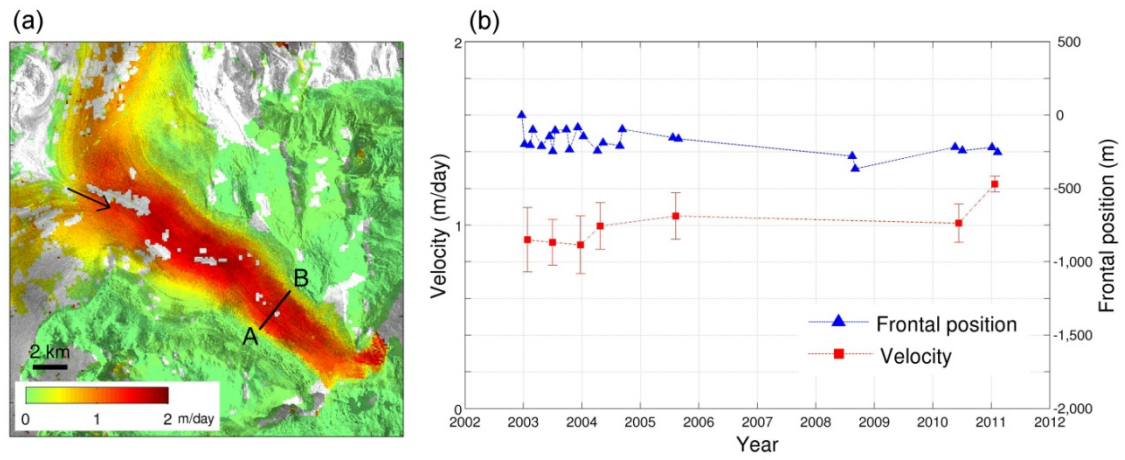 (a)
B
A
2 km
0 1 2 m/day
(b)
2
1
0
Velocity (m/day)
500
0
-500
-1,000
-1,500
-2,000
Frontal position (m)
Frontal position
Velocity
2002 2003 2004 2005 2006 2007 2008 2009 2010 2011 2012
Year